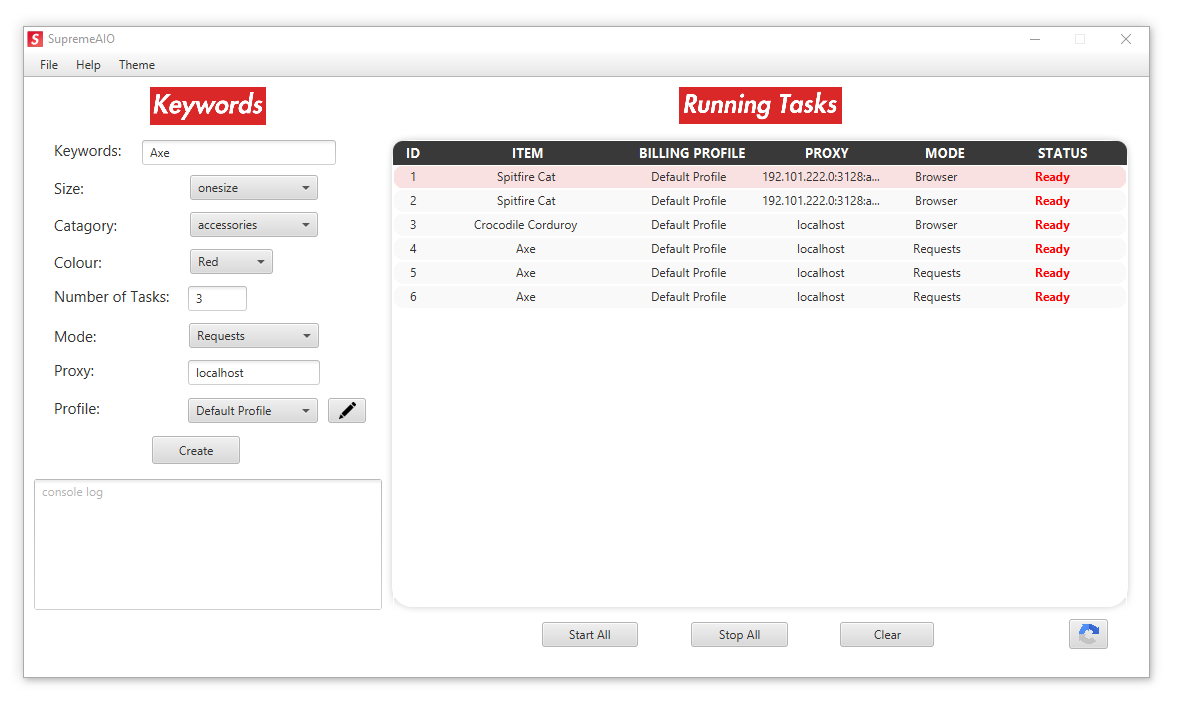 S SupremeAIO
File Help Theme
Keywords
Keywords: Axe
Size: onesize
Catagory: accessories
Colour: Red
Number of Tasks: 3
Mode: Requests
Proxy: localhost
Profile: Default Profile
Create
console log
Running Tasks
ID ITEM BILLING PROFILE PROXY MODE STATUS
1 Spitfire Cat Default Profile 192.101.222.0:3128:a... Browser Ready
2 Spitfire Cat Default Profile 192.101.222.0:3128:a... Browser Ready
3 Crocodile Corduroy Default Profile localhost Browser Ready
4 Axe Default Profile localhost Requests Ready
5 Axe Default Profile localhost Requests Ready
6 Axe Default Profile localhost Requests Ready
Start All Stop All Clear